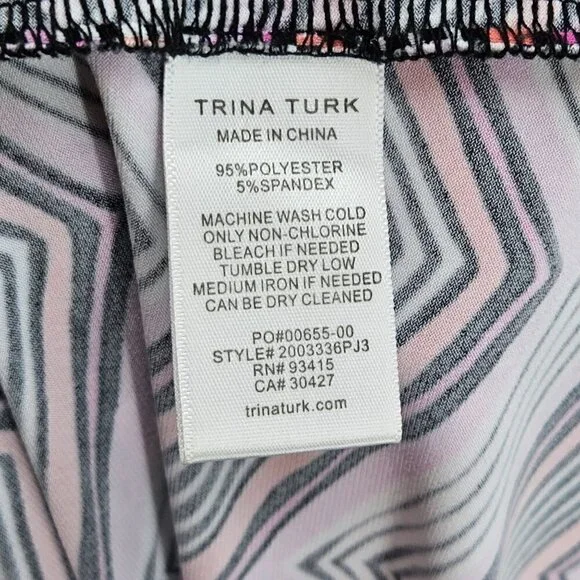 TRINA TURK
MADE IN CHINA
95%POLYESTER
5%SPANDEX
MACHINE WASH COLD
ONLY NON-CHLORINE
BLEACH IF NEEDED
TUMBLE DRY LOW
MEDIUM IRON IF NEEDED
CAN BE DRY CLEANED
PO#00655-00
STYLE# 2003336PJ3
RN# 93415
CA# 30427
trinaturk.com